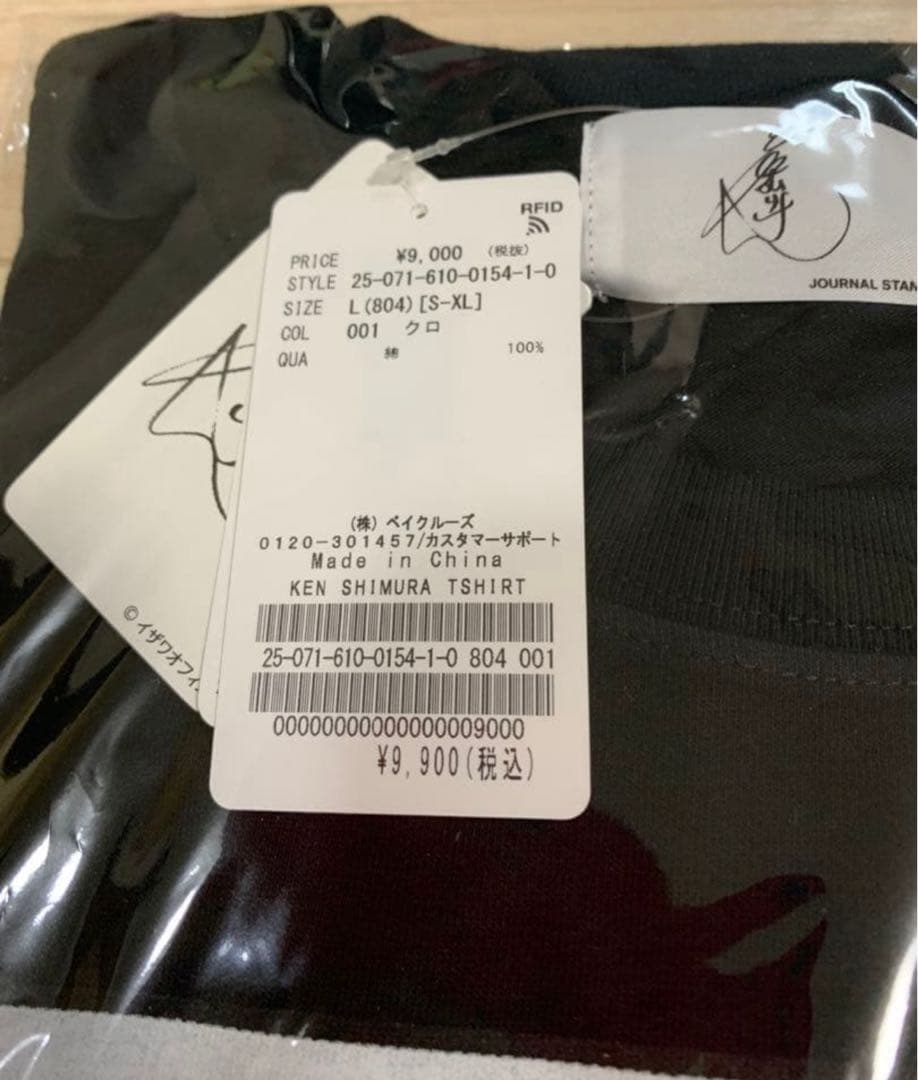 RFID
PRICE ¥9,000 (税抜)
STYLE 25-071-610-0154-1-0
SIZE L(804)[S-XL]
COL 001 クロ
QUA 綿 100%
(株)ベイクルーズ
0120-301457/カスタマーサポート
Made in China
KEN SHIMURA TSHIRT
25-071-610-0154-1-0 804 001
00000000000000009000
¥9,900(税込)
© イザワオフィ
JOURNAL STAN